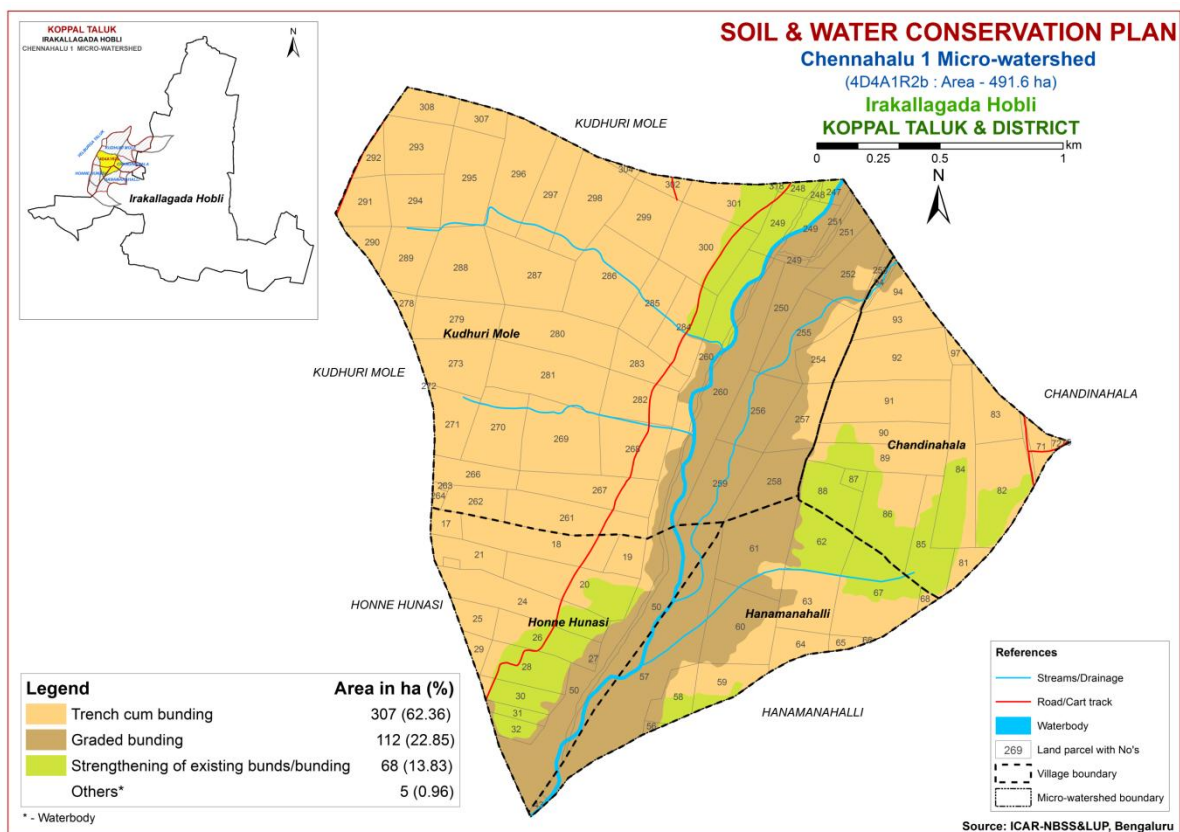 KOPPAL TALUK
IRAKALLAGADA HOBLI
CHENNAHALU 1 MICRO-WATERSHED
N
Irakallagada Hobli
SOIL & WATER CONSERVATION PLAN
Chennahalu 1 Micro-watershed
(4D4A1R2b : Area - 491.6 ha)
Irakallagada Hobli
KOPPAL TALUK & DISTRICT
km
0 0.25 0.5 1
N
KUDHURI MOLE
308 307
292 293 295 296 297 298 304 302
291 294 299 301 248 248 247
290 289 288 287 286 300 249 249 251 251
278 279 285 284 249 250 252 94
Kudhuri Mole
280 255 93
KUDHURI MOLE
273 281 283 260 254 92 97
272 282 260 256 257 91 83
CHANDINAHALA
271 270 269 268 90 89 71
Chandinahala
266 267 289 258 88 87 84 82
263 264 262 261 86
17 18 19 61 62 85
21 20 81
24 50 63 67 68
HONNE HUNASI
25 26 Honne Hunasi 60 Hanamanahalli
29 28 27 57 64 65
30 50 58 59
31 32 56
HANAMANAHALLI
Legend Area in ha (%)
Trench cum bunding 307 (62.36)
Graded bunding 112 (22.85)
Strengthening of existing bunds/bunding 68 (13.83)
Others* 5 (0.96)
* - Waterbody
References
Streams/Drainage
Road/Cart track
Waterbody
269 Land parcel with No's
Village boundary
Micro-watershed boundary
Source: ICAR-NBSS&LUP, Bengaluru